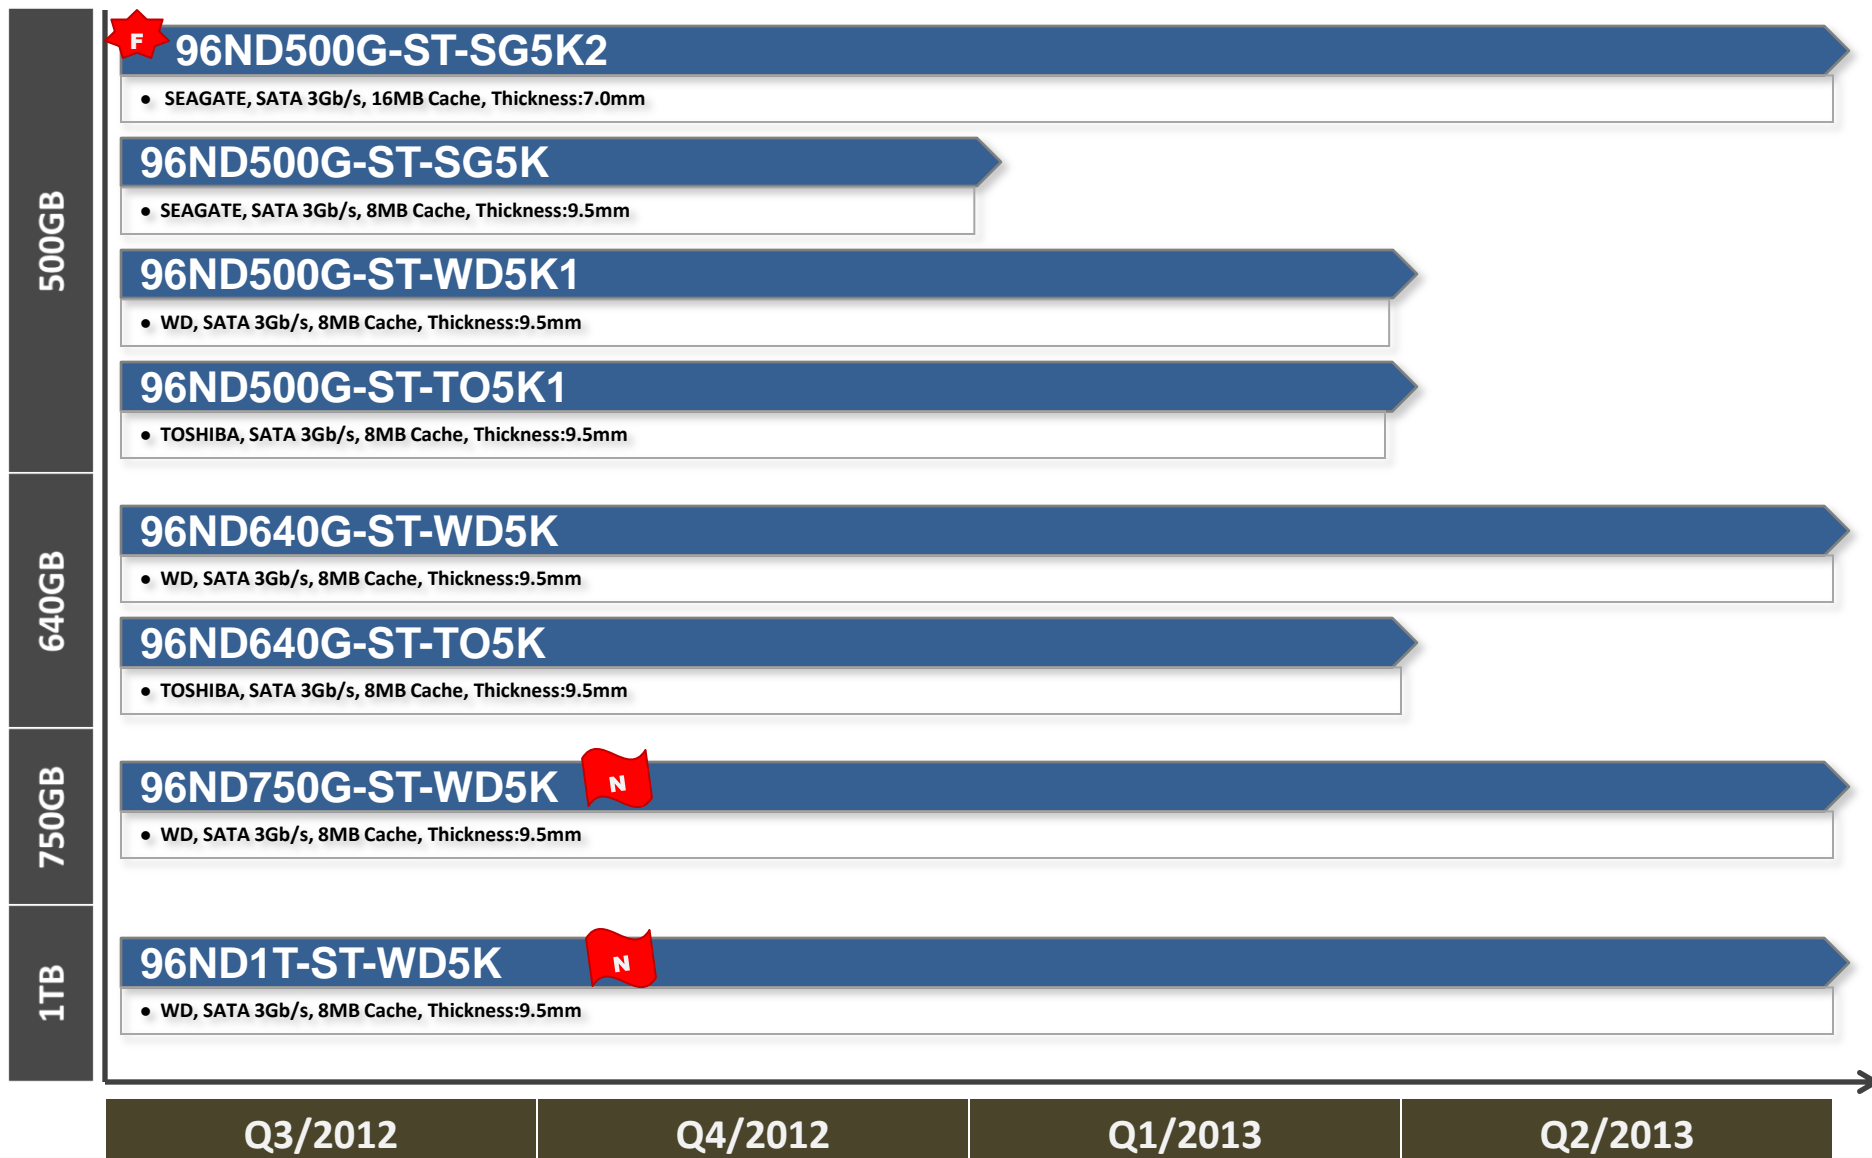 500GB
F
96ND500G-ST-SG5K2
● SEAGATE, SATA 3Gb/s, 16MB Cache, Thickness:7.0mm
96ND500G-ST-SG5K
● SEAGATE, SATA 3Gb/s, 8MB Cache, Thickness:9.5mm
96ND500G-ST-WD5K1
● WD, SATA 3Gb/s, 8MB Cache, Thickness:9.5mm
96ND500G-ST-TO5K1
● TOSHIBA, SATA 3Gb/s, 8MB Cache, Thickness:9.5mm
640GB
96ND640G-ST-WD5K
● WD, SATA 3Gb/s, 8MB Cache, Thickness:9.5mm
96ND640G-ST-TO5K
● TOSHIBA, SATA 3Gb/s, 8MB Cache, Thickness:9.5mm
750GB
96ND750G-ST-WD5K
N
● WD, SATA 3Gb/s, 8MB Cache, Thickness:9.5mm
1TB
96ND1T-ST-WD5K
N
● WD, SATA 3Gb/s, 8MB Cache, Thickness:9.5mm
Q3/2012
Q4/2012
Q1/2013
Q2/2013